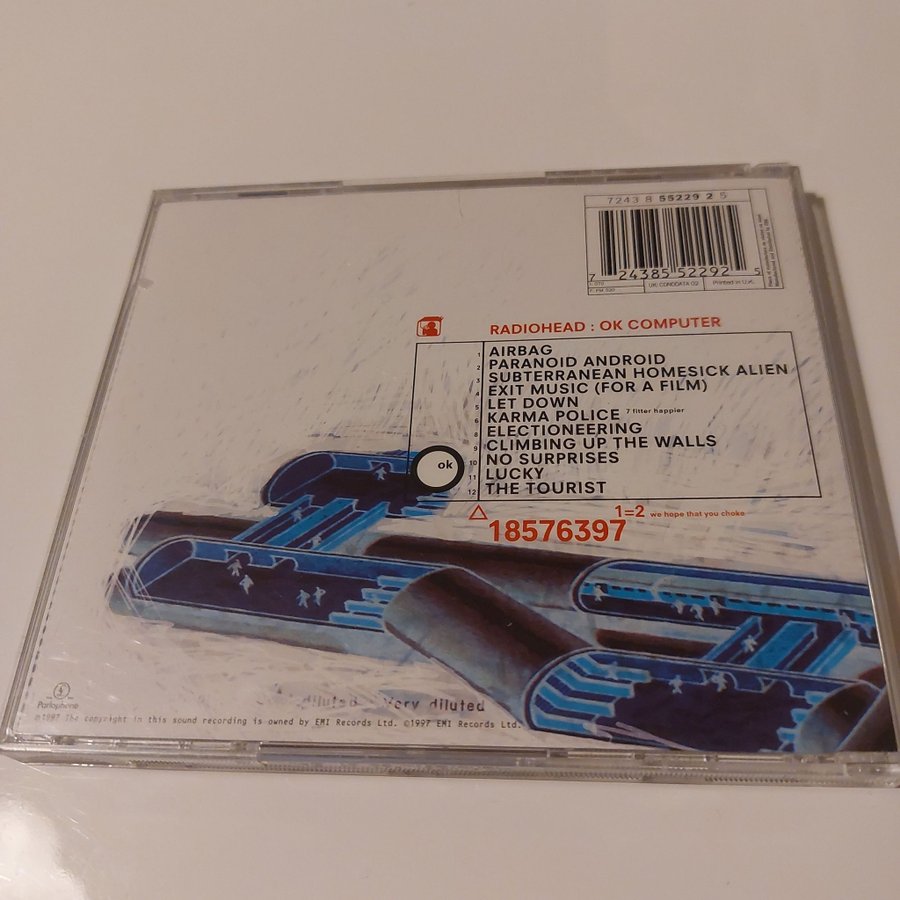 7243 8 55229 2 5
7 24385 52292 5
UK: CDNODATA 02
Printed in U.K.
RADIOHEAD : OK COMPUTER
1 AIRBAG
2 PARANOID ANDROID
3 SUBTERRANEAN HOMESICK ALIEN
4 EXIT MUSIC (FOR A FILM)
5 LET DOWN
6 KARMA POLICE 7 fitter happier
8 ELECTIONEERING
9 CLIMBING UP THE WALLS
10 NO SURPRISES
11 LUCKY
12 THE TOURIST
ok
1=2 we hope that you choke
18576397
diluted very diluted
Parlophone
℗1997 The copyright in this sound recording is owned by EMI Records Ltd. ©1997 EMI Records Ltd.